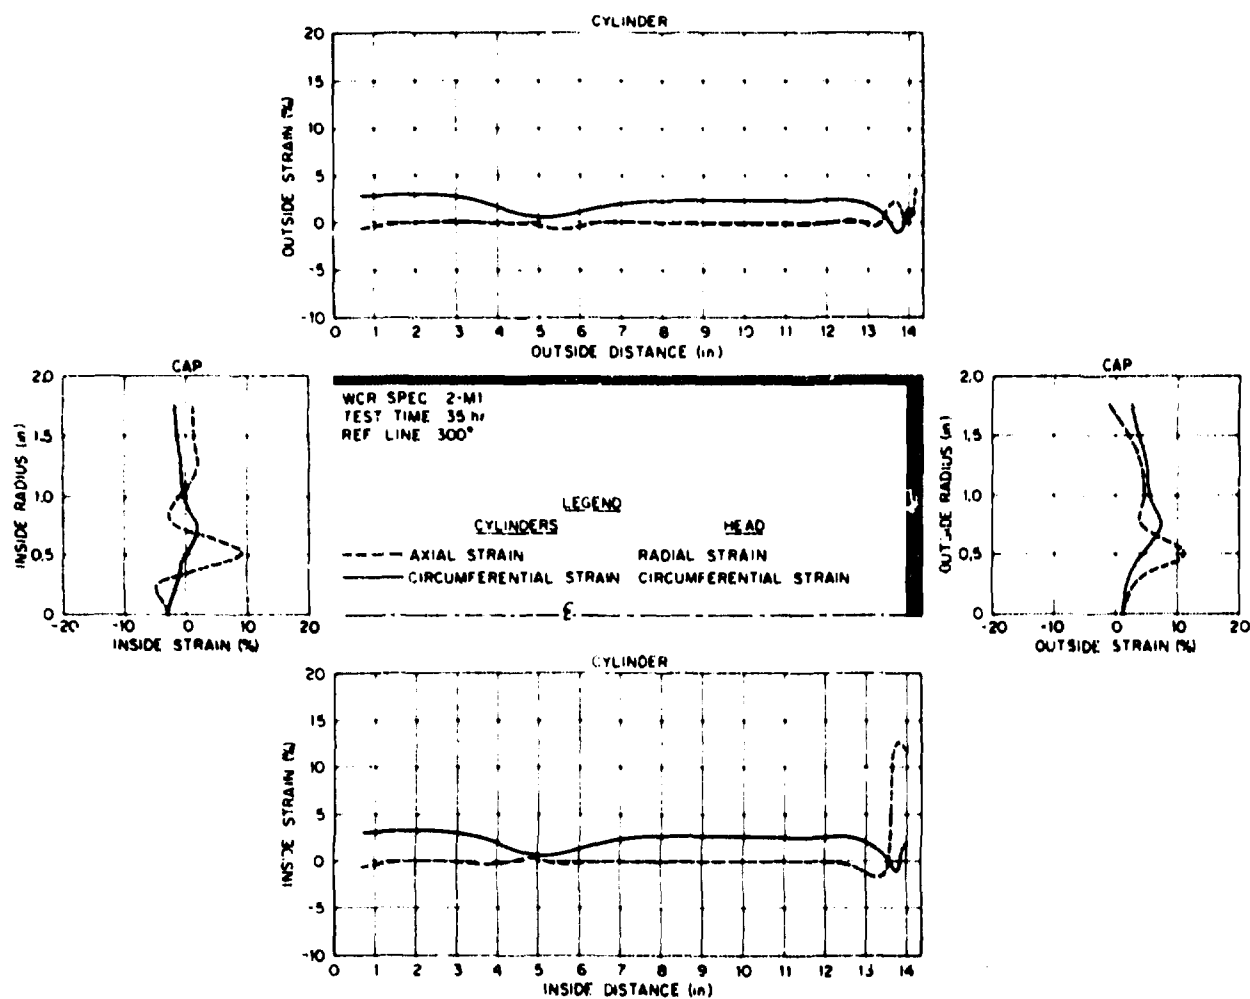 CYLINDER
20
15
10
5
0
-5
-10
OUTSIDE STRAIN (%)
0 1 2 3 4 5 6 7 8 9 10 11 12 13 14
OUTSIDE DISTANCE (in)
CAP
2.0
1.5
1.0
0.5
0
INSIDE RADIUS (in)
-20 -10 0 10 20
INSIDE STRAIN (%)
WCR SPEC 2-M1
TEST TIME 35 hr
REF LINE 300°
LEGEND
CYLINDERS HEAD
AXIAL STRAIN RADIAL STRAIN
CIRCUMFERENTIAL STRAIN CIRCUMFERENTIAL STRAIN
CAP
2.0
1.5
1.0
0.5
0
OUTSIDE RADIUS (in)
-20 -10 0 10 20
OUTSIDE STRAIN (%)
CYLINDER
20
15
10
5
0
-5
-10
INSIDE STRAIN (%)
0 1 2 3 4 5 6 7 8 9 10 11 12 13 14
INSIDE DISTANCE (in)